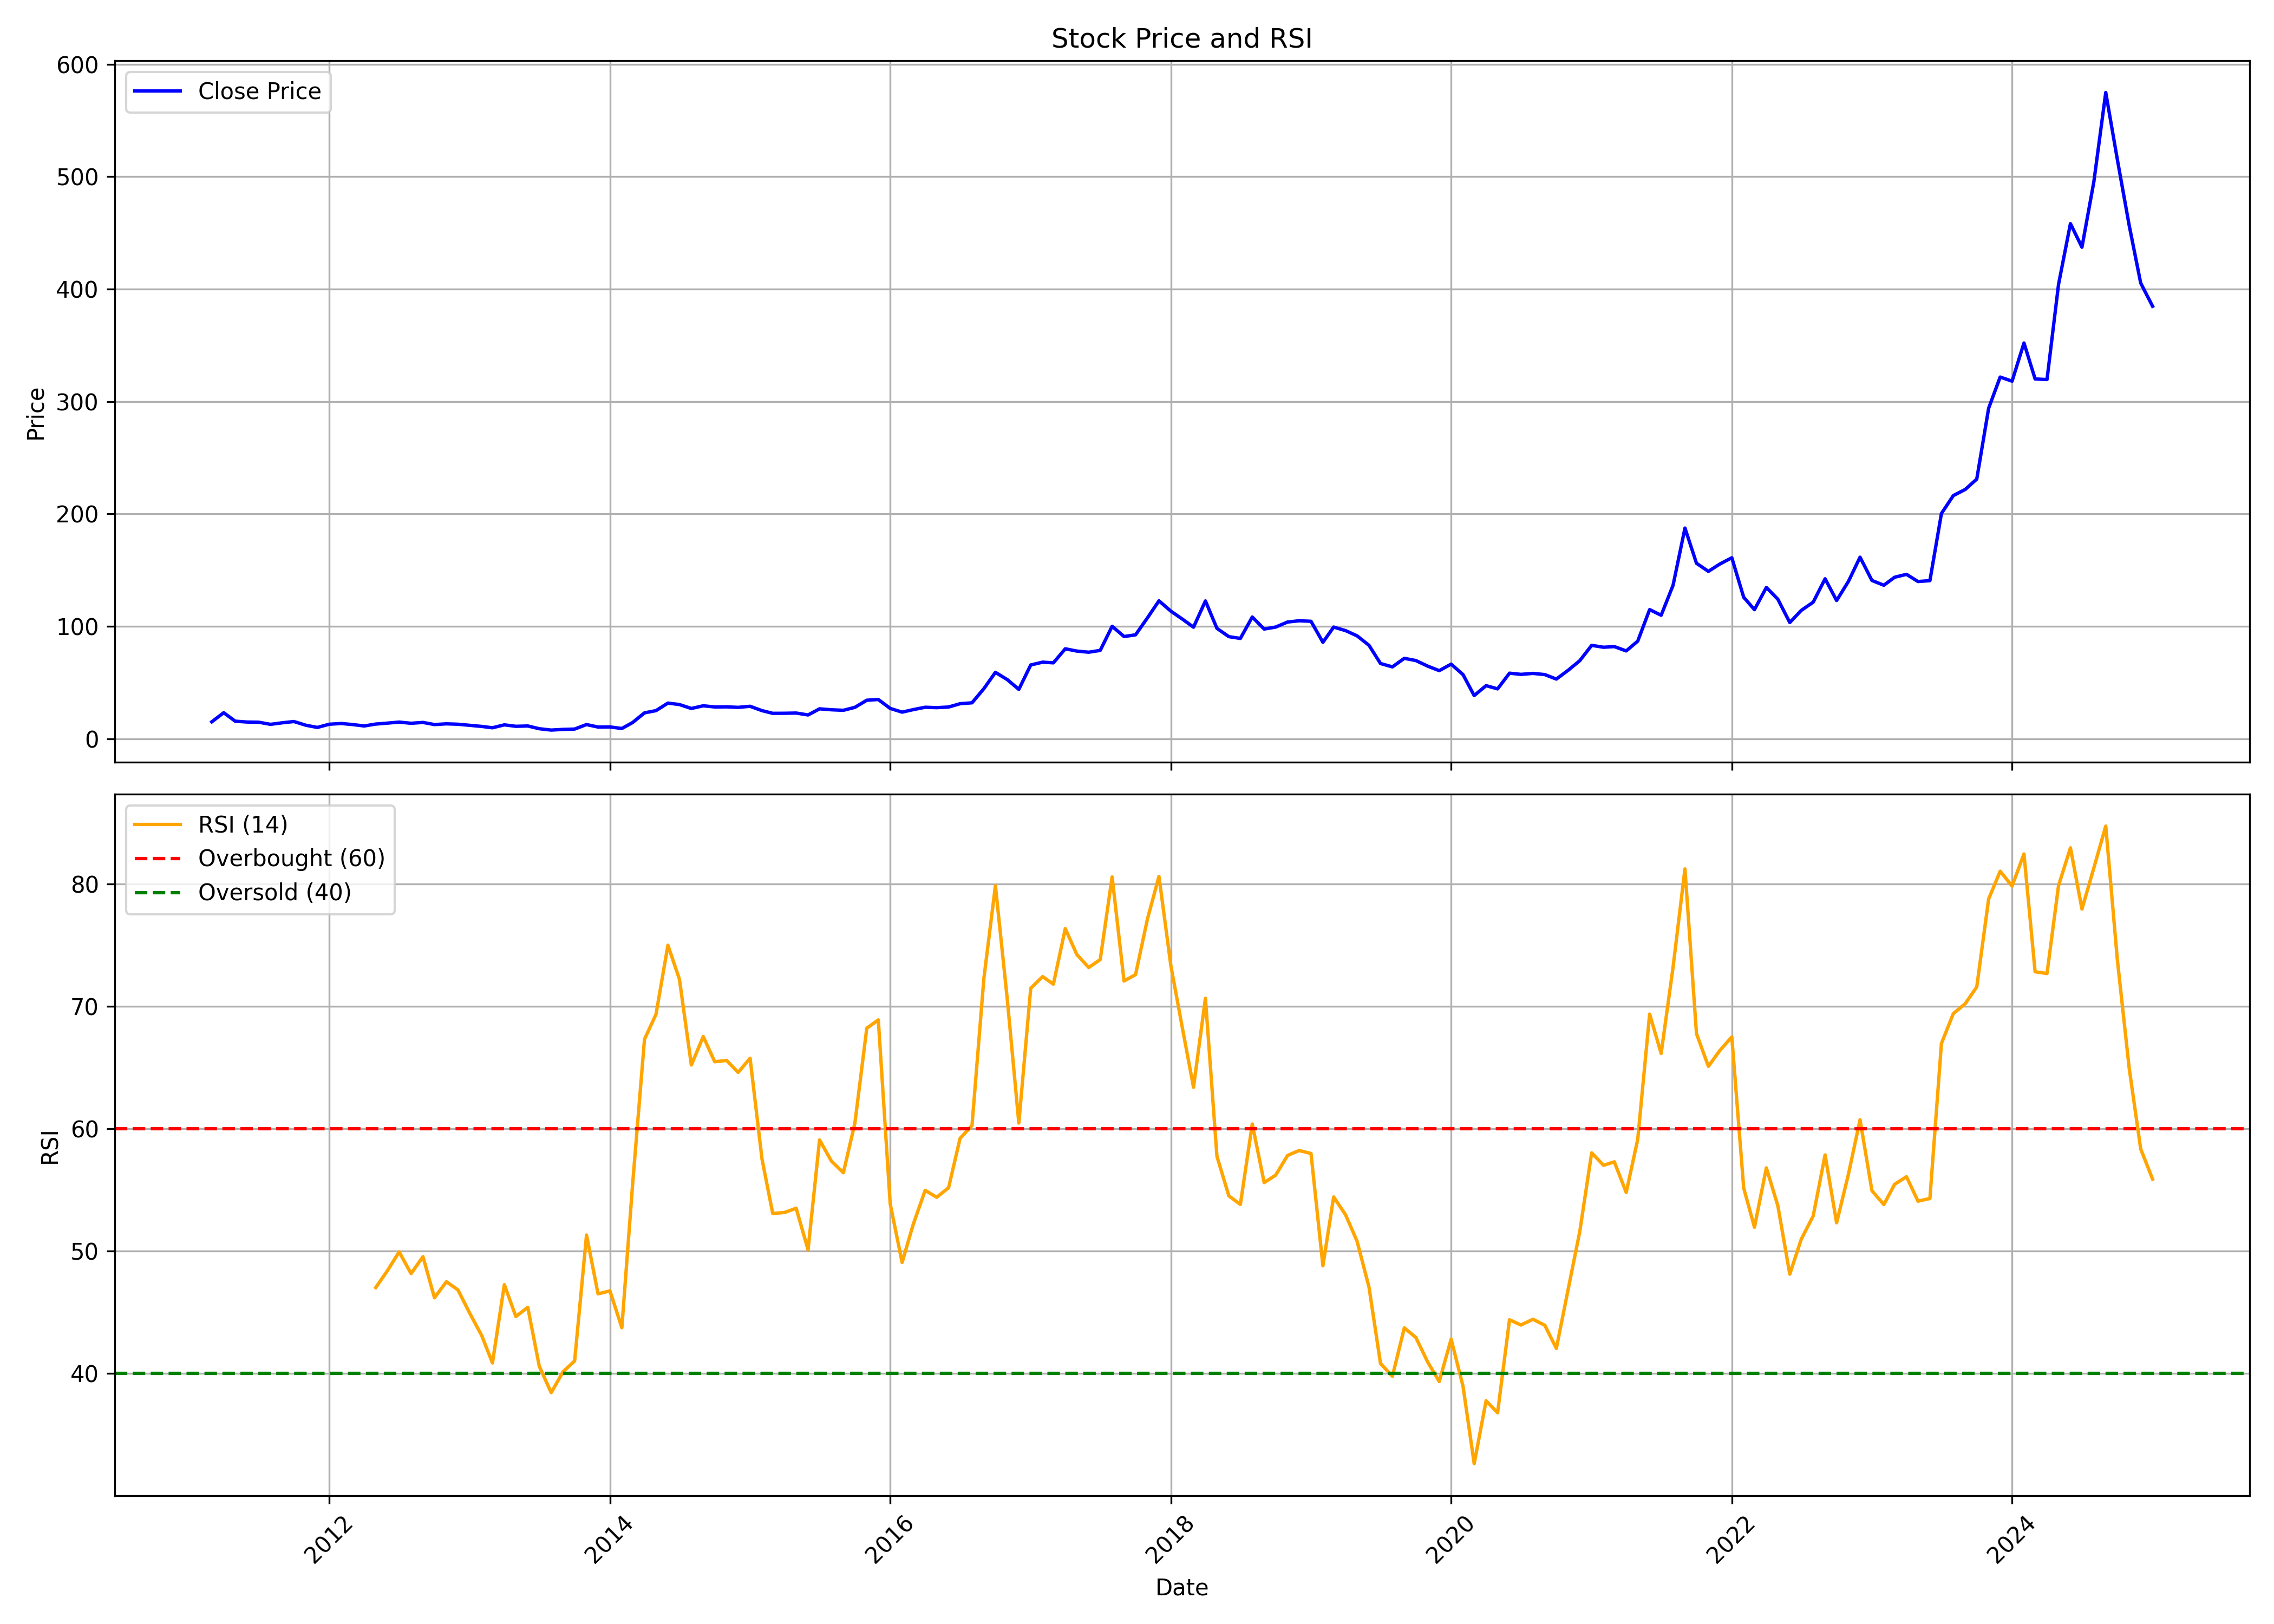 Stock Price and RSI
600
500
400
300
200
100
0
Price
Close Price
80
70
60
50
40
RSI
RSI (14)
Overbought (60)
Oversold (40)
2012
2014
2016
2018
2020
2022
2024
Date